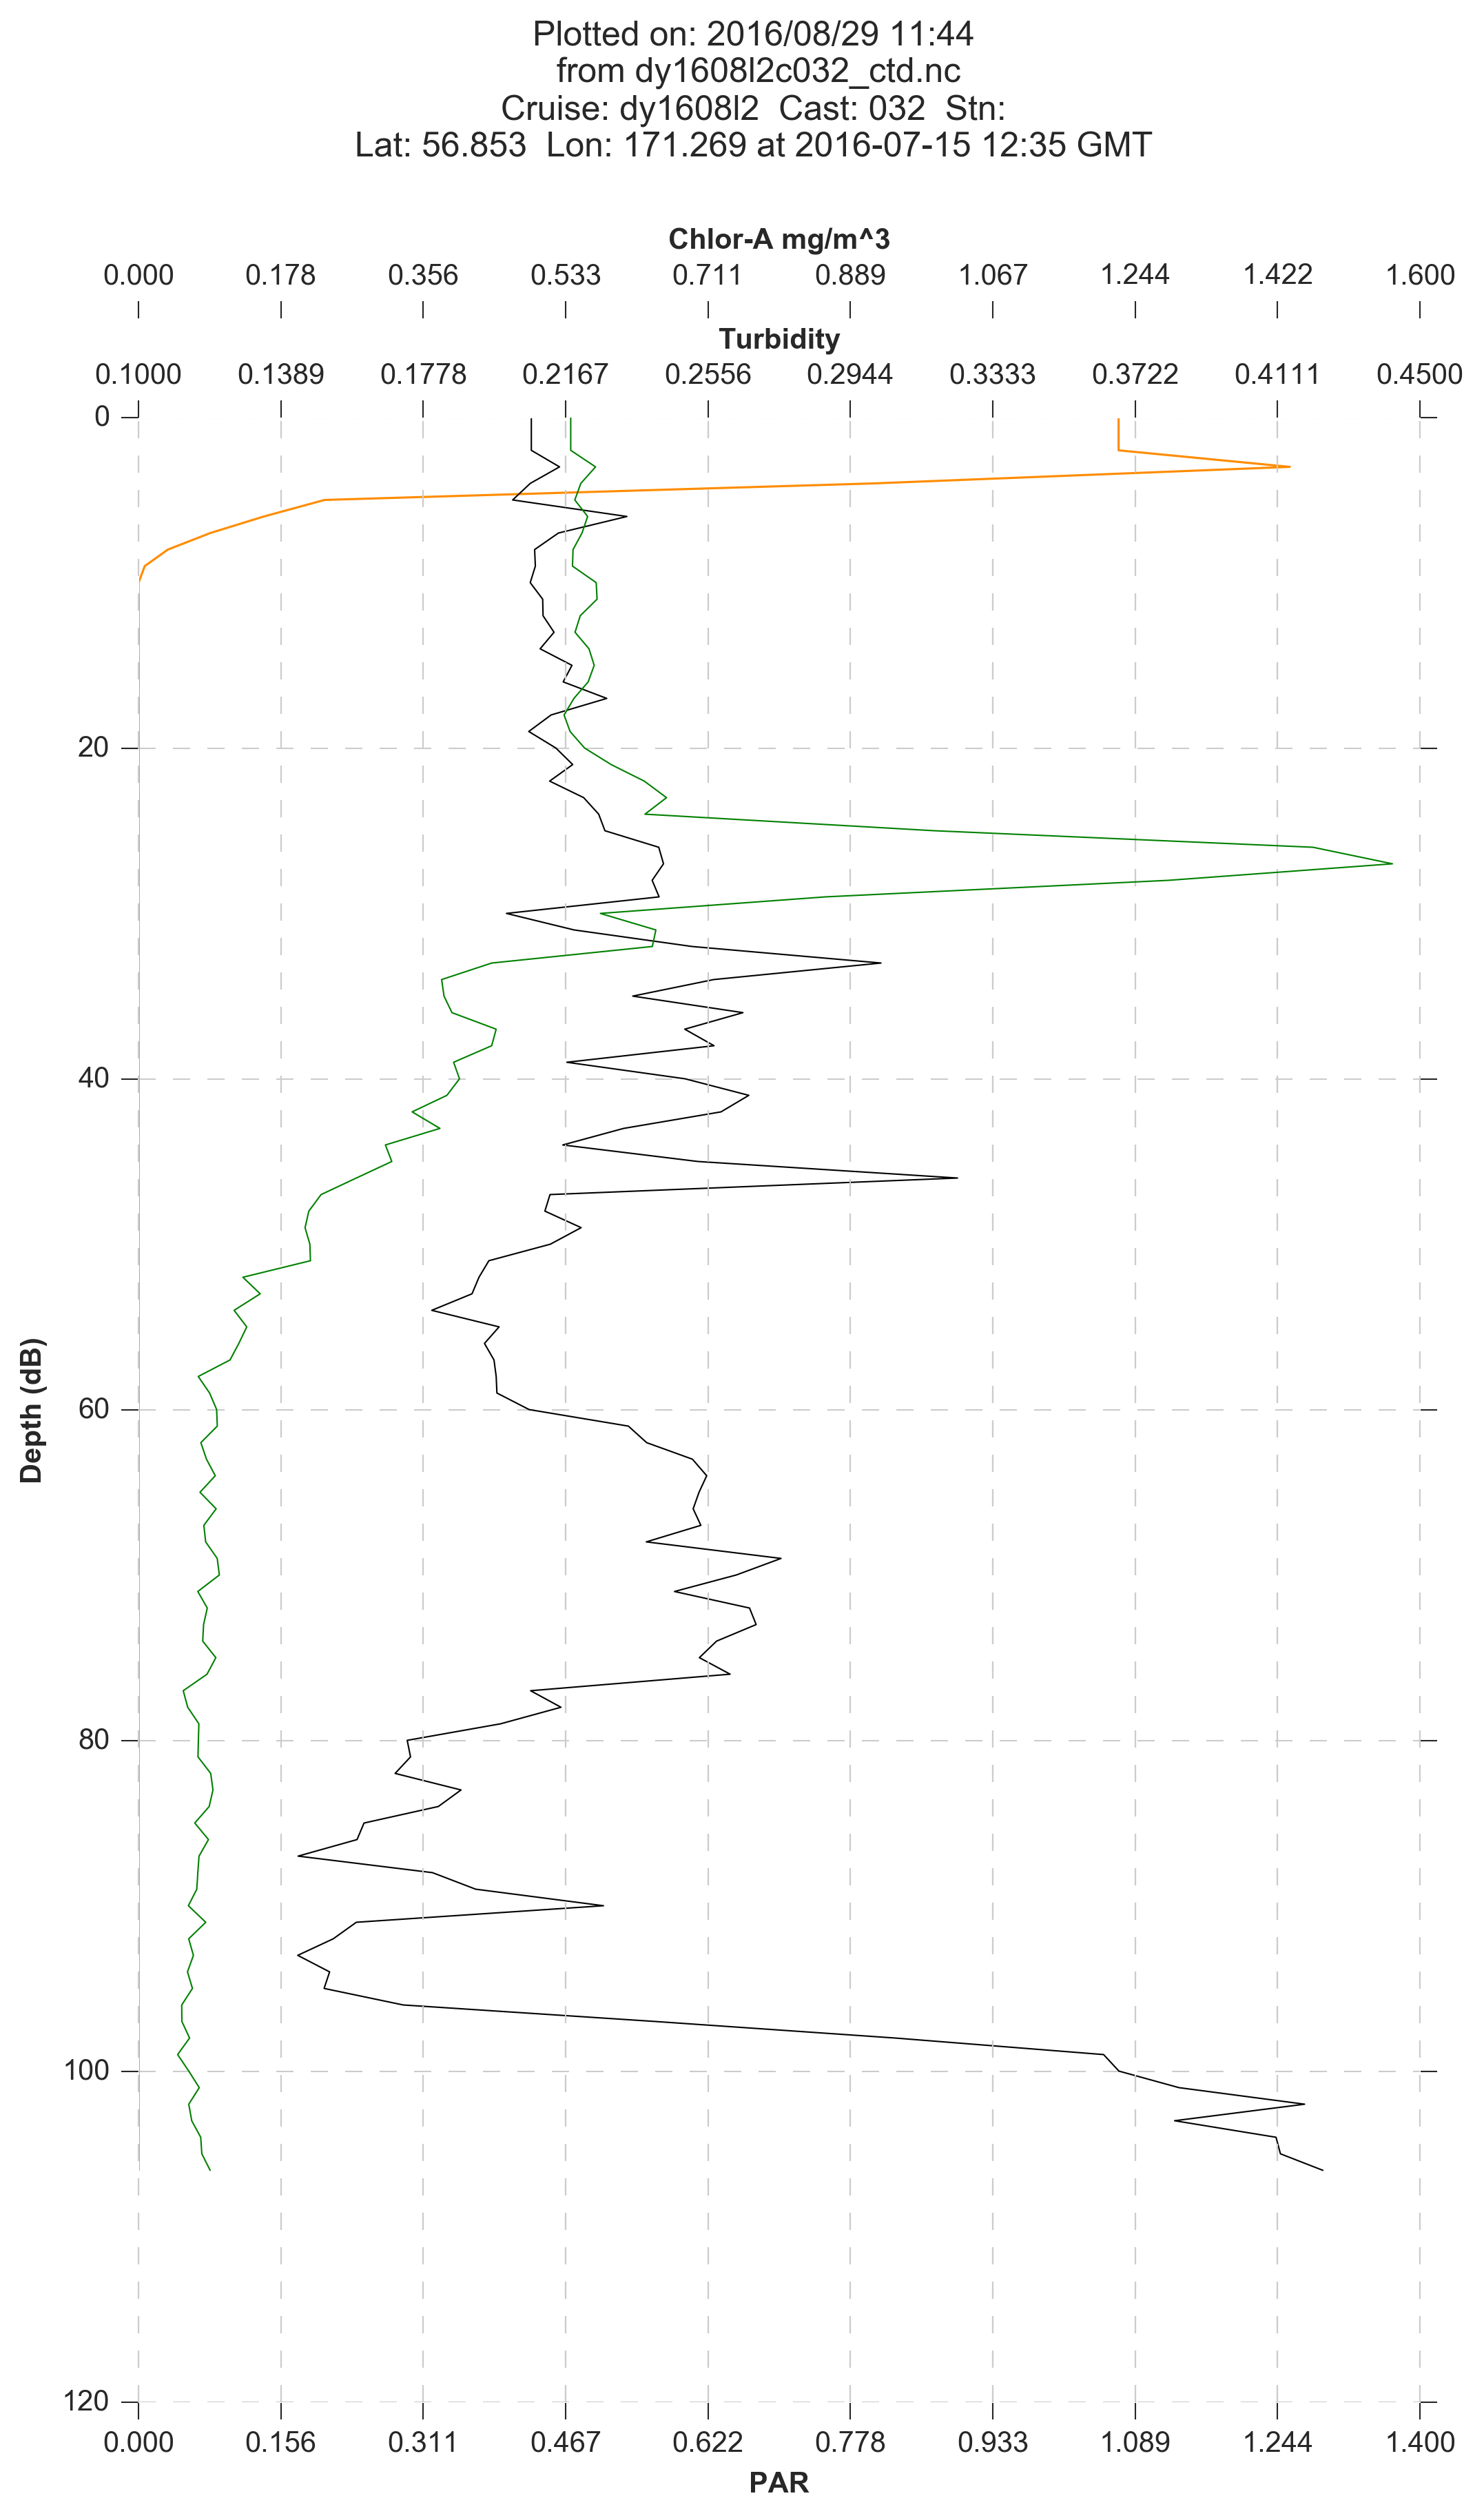 Plotted on: 2016/08/29 11:44
from dy1608l2c032_ctd.nc
Cruise: dy1608l2  Cast: 032  Stn:
Lat: 56.853  Lon: 171.269 at 2016-07-15 12:35 GMT
Chlor-A mg/m^3
0.000 0.178 0.356 0.533 0.711 0.889 1.067 1.244 1.422 1.600
Turbidity
0.1000 0.1389 0.1778 0.2167 0.2556 0.2944 0.3333 0.3722 0.4111 0.4500
0
20
40
Depth (dB)
60
80
100
120
0.000 0.156 0.311 0.467 0.622 0.778 0.933 1.089 1.244 1.400
PAR